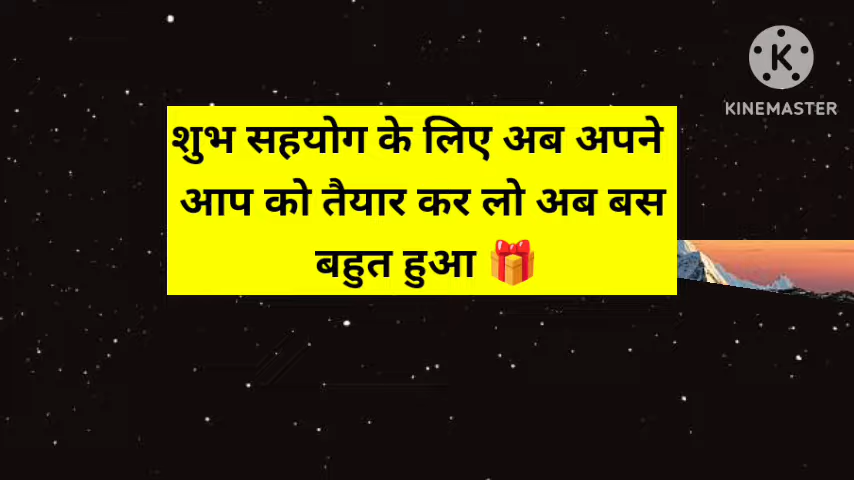 KINEMASTER
शुभ सहयोग के लिए अब अपने
आप को तैयार कर लो अब बस
बहुत हुआ 🎁